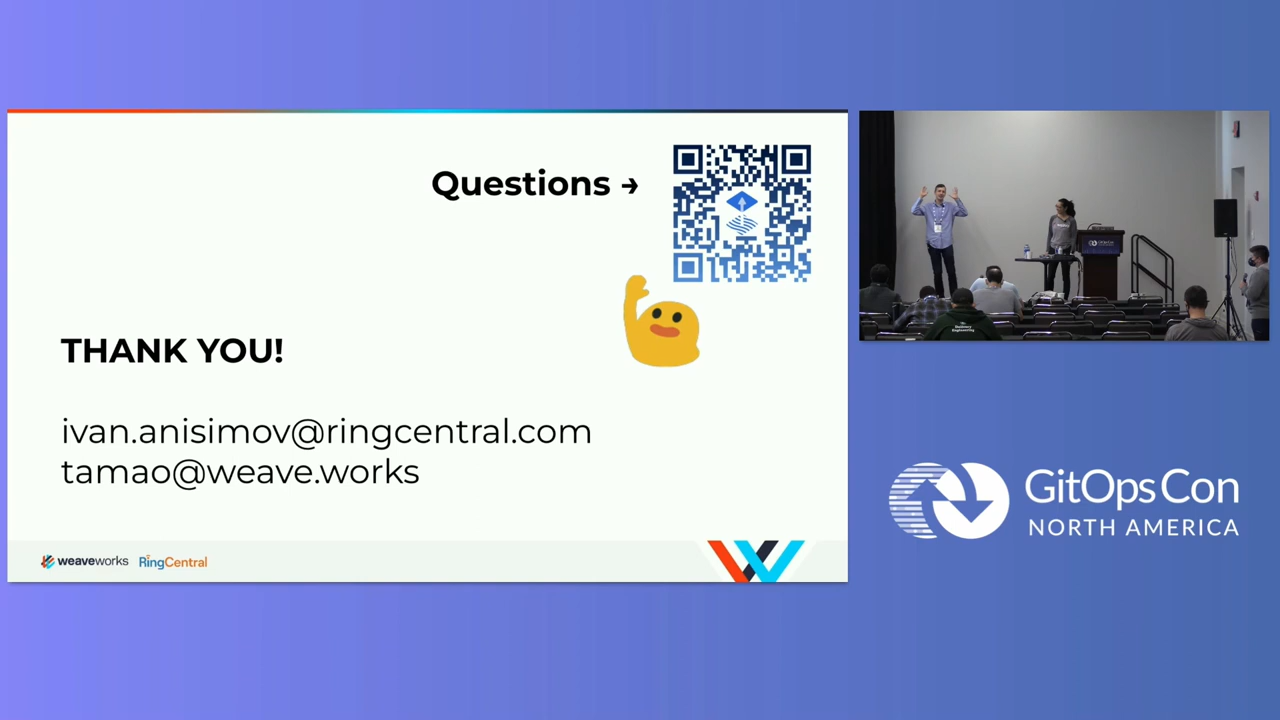 Questions →
THANK YOU!
ivan.anisimov@ringcentral.com
tamao@weave.works
weaveworks
RingCentral
GitOpsCon
NORTH AMERICA